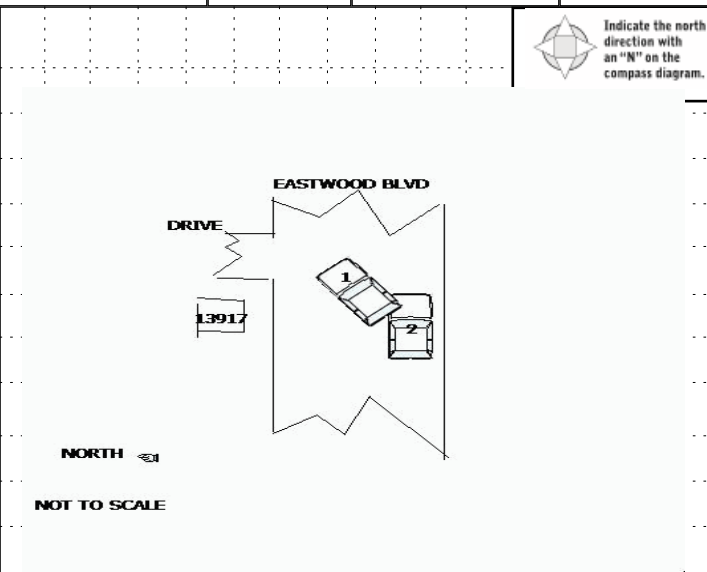 Indicate the north
direction with
an "N" on the
compass diagram.
EASTWOOD BLVD
DRIVE
1
13917
2
NORTH
NOT TO SCALE